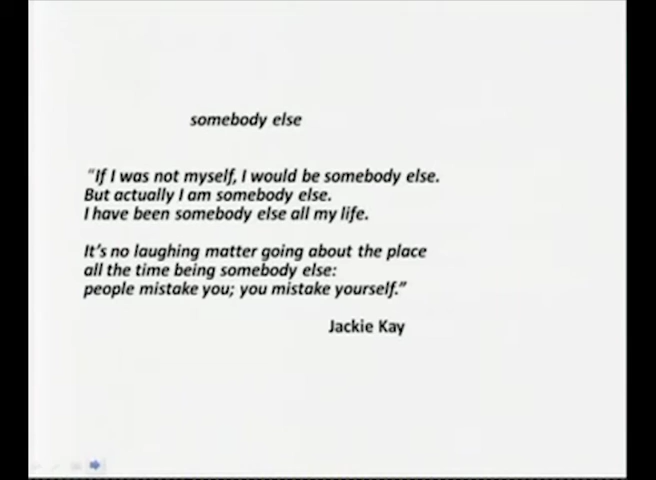 somebody else
"If I was not myself, I would be somebody else.
But actually I am somebody else.
I have been somebody else all my life.
It's no laughing matter going about the place
all the time being somebody else:
people mistake you; you mistake yourself."
Jackie Kay